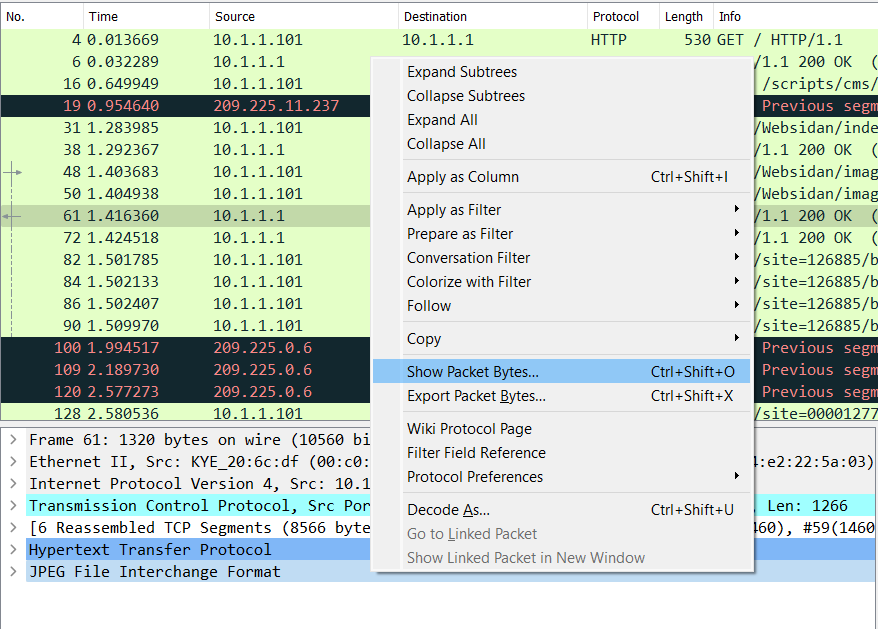 No. Time Source Destination Protocol Length Info
4 0.013669 10.1.1.101 10.1.1.1 HTTP 530 GET / HTTP/1.1
6 0.032289 10.1.1.1 /1.1 200 OK (
16 0.649949 10.1.1.101 /scripts/cms/
19 0.954640 209.225.11.237 Previous segm
31 1.283985 10.1.1.101 /Websidan/inde
38 1.292367 10.1.1.1 /1.1 200 OK (
48 1.403683 10.1.1.101 /Websidan/imag
50 1.404938 10.1.1.101 /Websidan/imag
61 1.416360 10.1.1.1 /1.1 200 OK (
72 1.424518 10.1.1.1 /1.1 200 OK (
82 1.501785 10.1.1.101 /site=126885/b
84 1.502133 10.1.1.101 /site=126885/b
86 1.502407 10.1.1.101 /site=126885/b
90 1.509970 10.1.1.101 /site=126885/b
100 1.994517 209.225.0.6 Previous segm
109 2.189730 209.225.0.6 Previous segm
120 2.577273 209.225.0.6 Previous segm
128 2.580536 10.1.1.101 /site=00001277
Expand Subtrees
Collapse Subtrees
Expand All
Collapse All
Apply as Column Ctrl+Shift+I
Apply as Filter
Prepare as Filter
Conversation Filter
Colorize with Filter
Follow
Copy
Show Packet Bytes... Ctrl+Shift+O
Export Packet Bytes... Ctrl+Shift+X
Wiki Protocol Page
Filter Field Reference
Protocol Preferences
Decode As... Ctrl+Shift+U
Go to Linked Packet
Show Linked Packet in New Window
Frame 61: 1320 bytes on wire (10560 bi
Ethernet II, Src: KYE_20:6c:df (00:c0: 4:e2:22:5a:03)
Internet Protocol Version 4, Src: 10.1
Transmission Control Protocol, Src Por , Len: 1266
[6 Reassembled TCP Segments (8566 byte 460), #59(1460
Hypertext Transfer Protocol
JPEG File Interchange Format